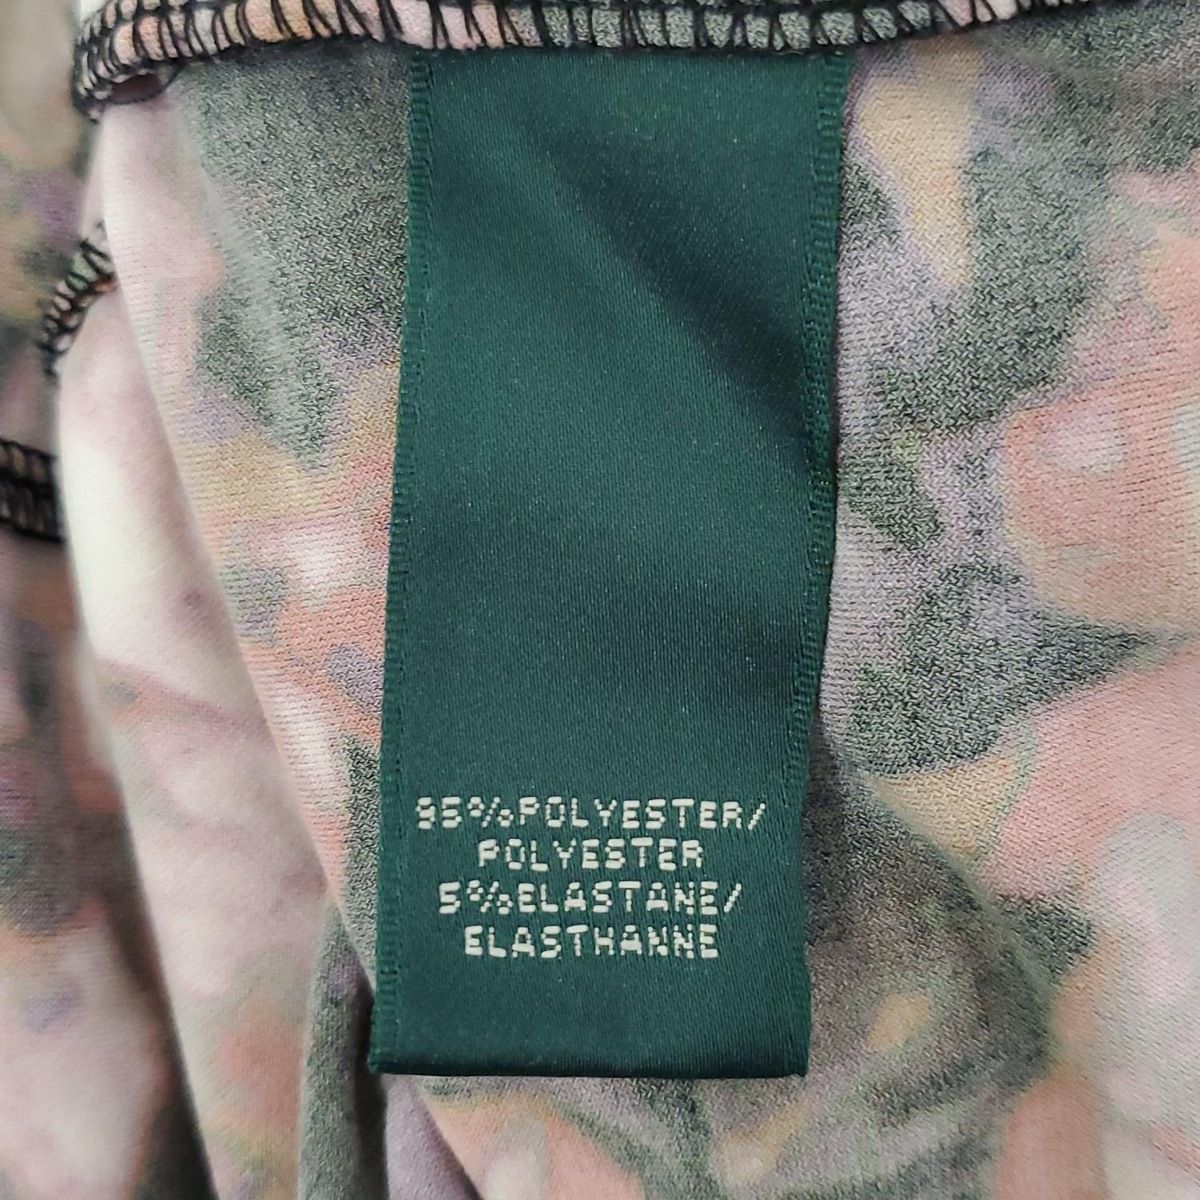 95%POLYESTER/
POLYESTER
5%ELASTANE/
ELASTHANNE